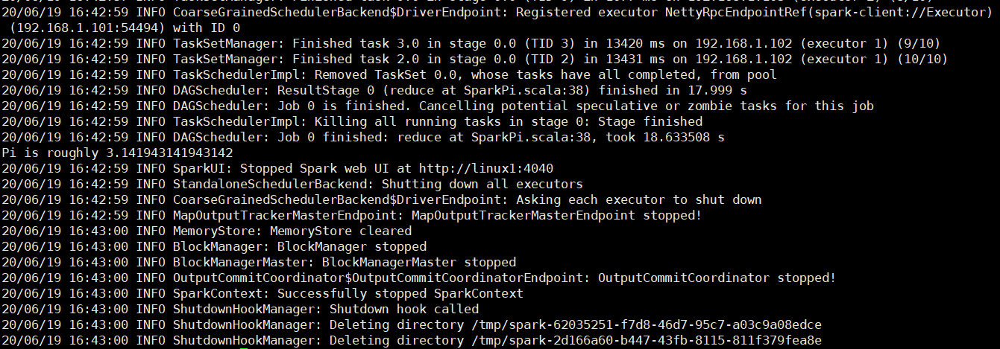 20/06/19 16:42:59 INFO CoarseGrainedSchedulerBackend$DriverEndpoint: Registered executor NettyRpcEndpointRef(spark-client://Executor)
(192.168.1.101:54494) with ID 0
20/06/19 16:42:59 INFO TaskSetManager: Finished task 3.0 in stage 0.0 (TID 3) in 13420 ms on 192.168.1.102 (executor 1) (9/10)
20/06/19 16:42:59 INFO TaskSetManager: Finished task 2.0 in stage 0.0 (TID 2) in 13431 ms on 192.168.1.102 (executor 1) (10/10)
20/06/19 16:42:59 INFO TaskSchedulerImpl: Removed TaskSet 0.0, whose tasks have all completed, from pool
20/06/19 16:42:59 INFO DAGScheduler: ResultStage 0 (reduce at SparkPi.scala:38) finished in 17.999 s
20/06/19 16:42:59 INFO DAGScheduler: Job 0 is finished. Cancelling potential speculative or zombie tasks for this job
20/06/19 16:42:59 INFO TaskSchedulerImpl: Killing all running tasks in stage 0: Stage finished
20/06/19 16:42:59 INFO DAGScheduler: Job 0 finished: reduce at SparkPi.scala:38, took 18.633508 s
Pi is roughly 3.141943141943142
20/06/19 16:42:59 INFO SparkUI: Stopped Spark web UI at http://linux1:4040
20/06/19 16:42:59 INFO StandaloneSchedulerBackend: Shutting down all executors
20/06/19 16:42:59 INFO CoarseGrainedSchedulerBackend$DriverEndpoint: Asking each executor to shut down
20/06/19 16:42:59 INFO MapOutputTrackerMasterEndpoint: MapOutputTrackerMasterEndpoint stopped!
20/06/19 16:43:00 INFO MemoryStore: MemoryStore cleared
20/06/19 16:43:00 INFO BlockManager: BlockManager stopped
20/06/19 16:43:00 INFO BlockManagerMaster: BlockManagerMaster stopped
20/06/19 16:43:00 INFO OutputCommitCoordinator$OutputCommitCoordinatorEndpoint: OutputCommitCoordinator stopped!
20/06/19 16:43:00 INFO SparkContext: Successfully stopped SparkContext
20/06/19 16:43:00 INFO ShutdownHookManager: Shutdown hook called
20/06/19 16:43:00 INFO ShutdownHookManager: Deleting directory /tmp/spark-62035251-f7d8-46d7-95c7-a03c9a08edce
20/06/19 16:43:00 INFO ShutdownHookManager: Deleting directory /tmp/spark-2d166a60-b447-43fb-8115-811f379fea8e